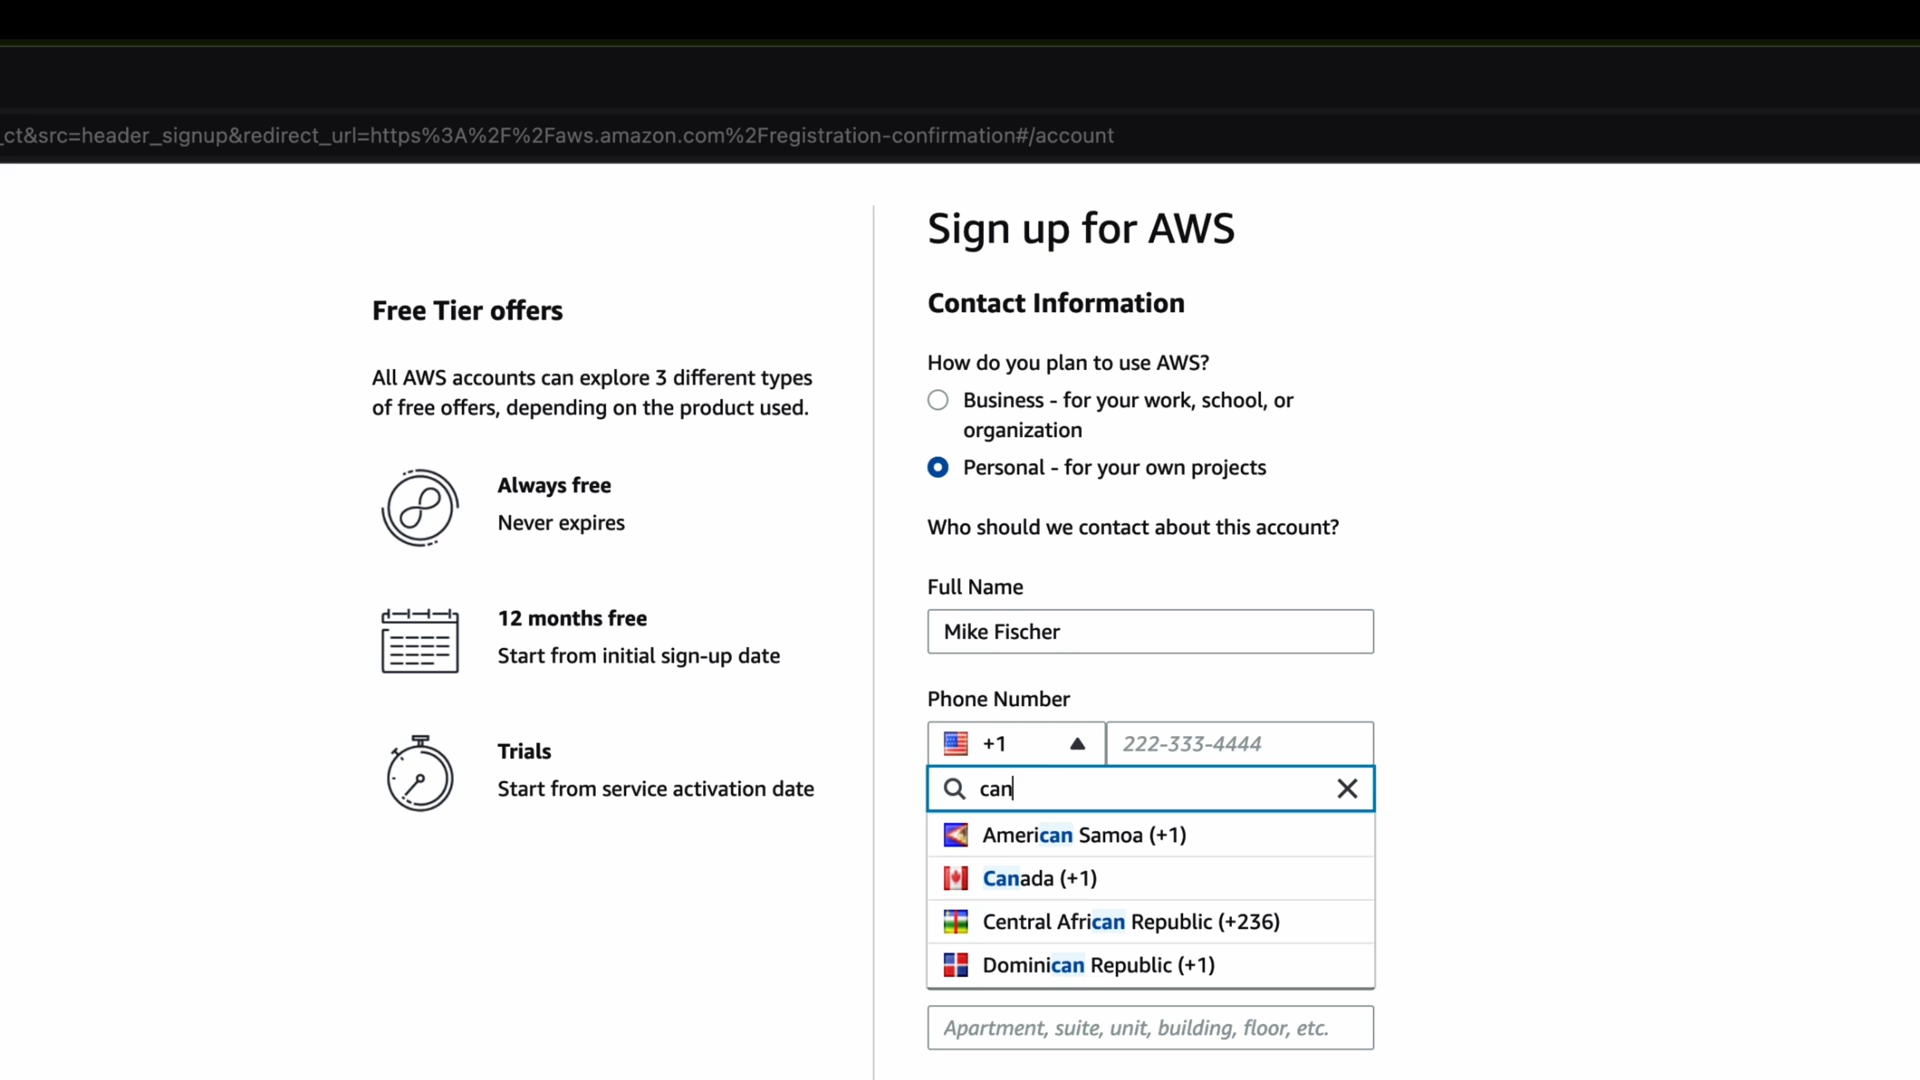 _ct&src=header_signup&redirect_url=https%3A%2F%2Faws.amazon.com%2Fregistration-confirmation#/account
Free Tier offers
All AWS accounts can explore 3 different types
of free offers, depending on the product used.
Always free
Never expires
12 months free
Start from initial sign-up date
Trials
Start from service activation date
Sign up for AWS
Contact Information
How do you plan to use AWS?
Business - for your work, school, or
organization
Personal - for your own projects
Who should we contact about this account?
Full Name
Mike Fischer
Phone Number
+1 222-333-4444
can
American Samoa (+1)
Canada (+1)
Central African Republic (+236)
Dominican Republic (+1)
Apartment, suite, unit, building, floor, etc.